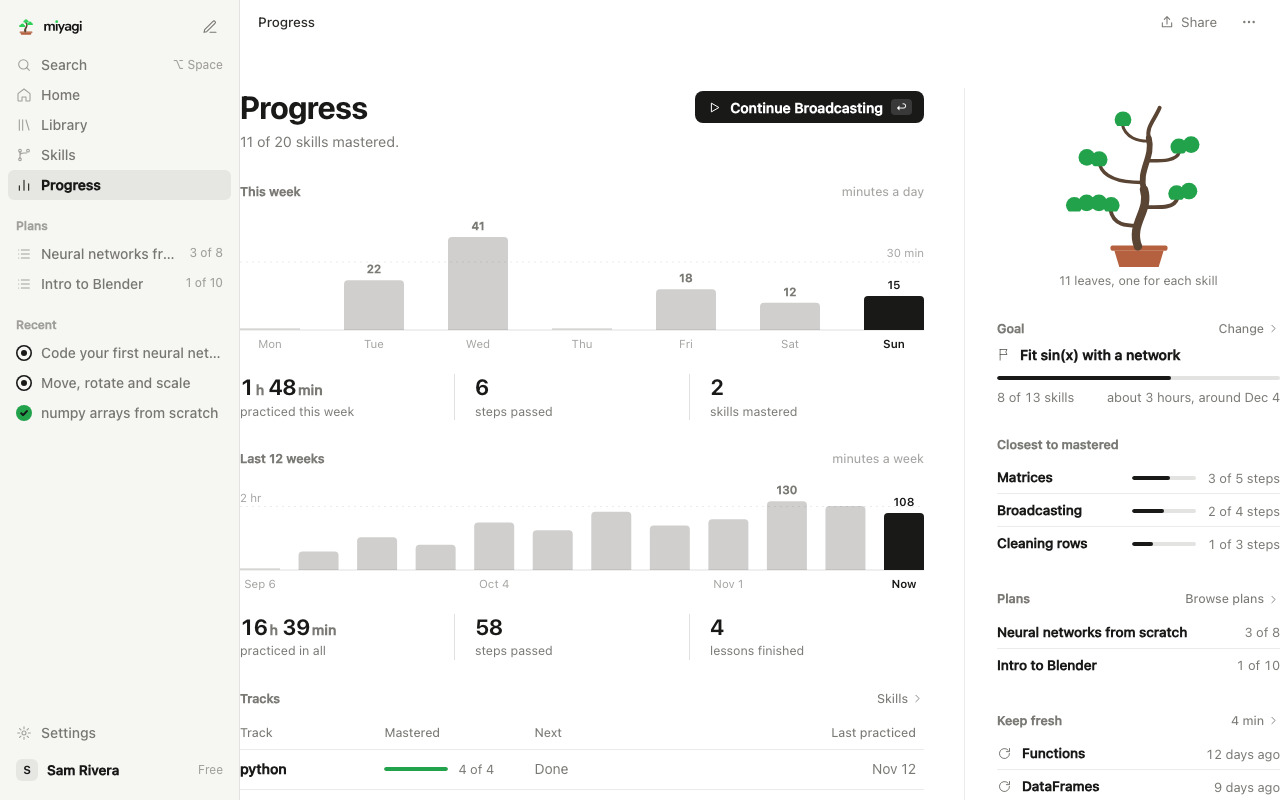 miyagi
Search ⌥ Space
Home
Library
Skills
Progress
Plans
Neural networks fr... 3 of 8
Intro to Blender 1 of 10
Recent
Code your first neural net...
Move, rotate and scale
numpy arrays from scratch
Settings
S Sam Rivera Free
Progress
Share
Progress
Continue Broadcasting
11 of 20 skills mastered.
This week minutes a day
41
30 min
22
18
15
12
Mon Tue Wed Thu Fri Sat Sun
1 h 48 min
practiced this week
6
steps passed
2
skills mastered
Last 12 weeks minutes a week
2 hr
130
108
Sep 6 Oct 4 Nov 1 Now
16 h 39 min
practiced in all
58
steps passed
4
lessons finished
Tracks Skills
Track Mastered Next Last practiced
python 4 of 4 Done Nov 12
11 leaves, one for each skill
Goal Change
Fit sin(x) with a network
8 of 13 skills about 3 hours, around Dec 4
Closest to mastered
Matrices 3 of 5 steps
Broadcasting 2 of 4 steps
Cleaning rows 1 of 3 steps
Plans Browse plans
Neural networks from scratch 3 of 8
Intro to Blender 1 of 10
Keep fresh 4 min
Functions 12 days ago
DataFrames 9 days ago